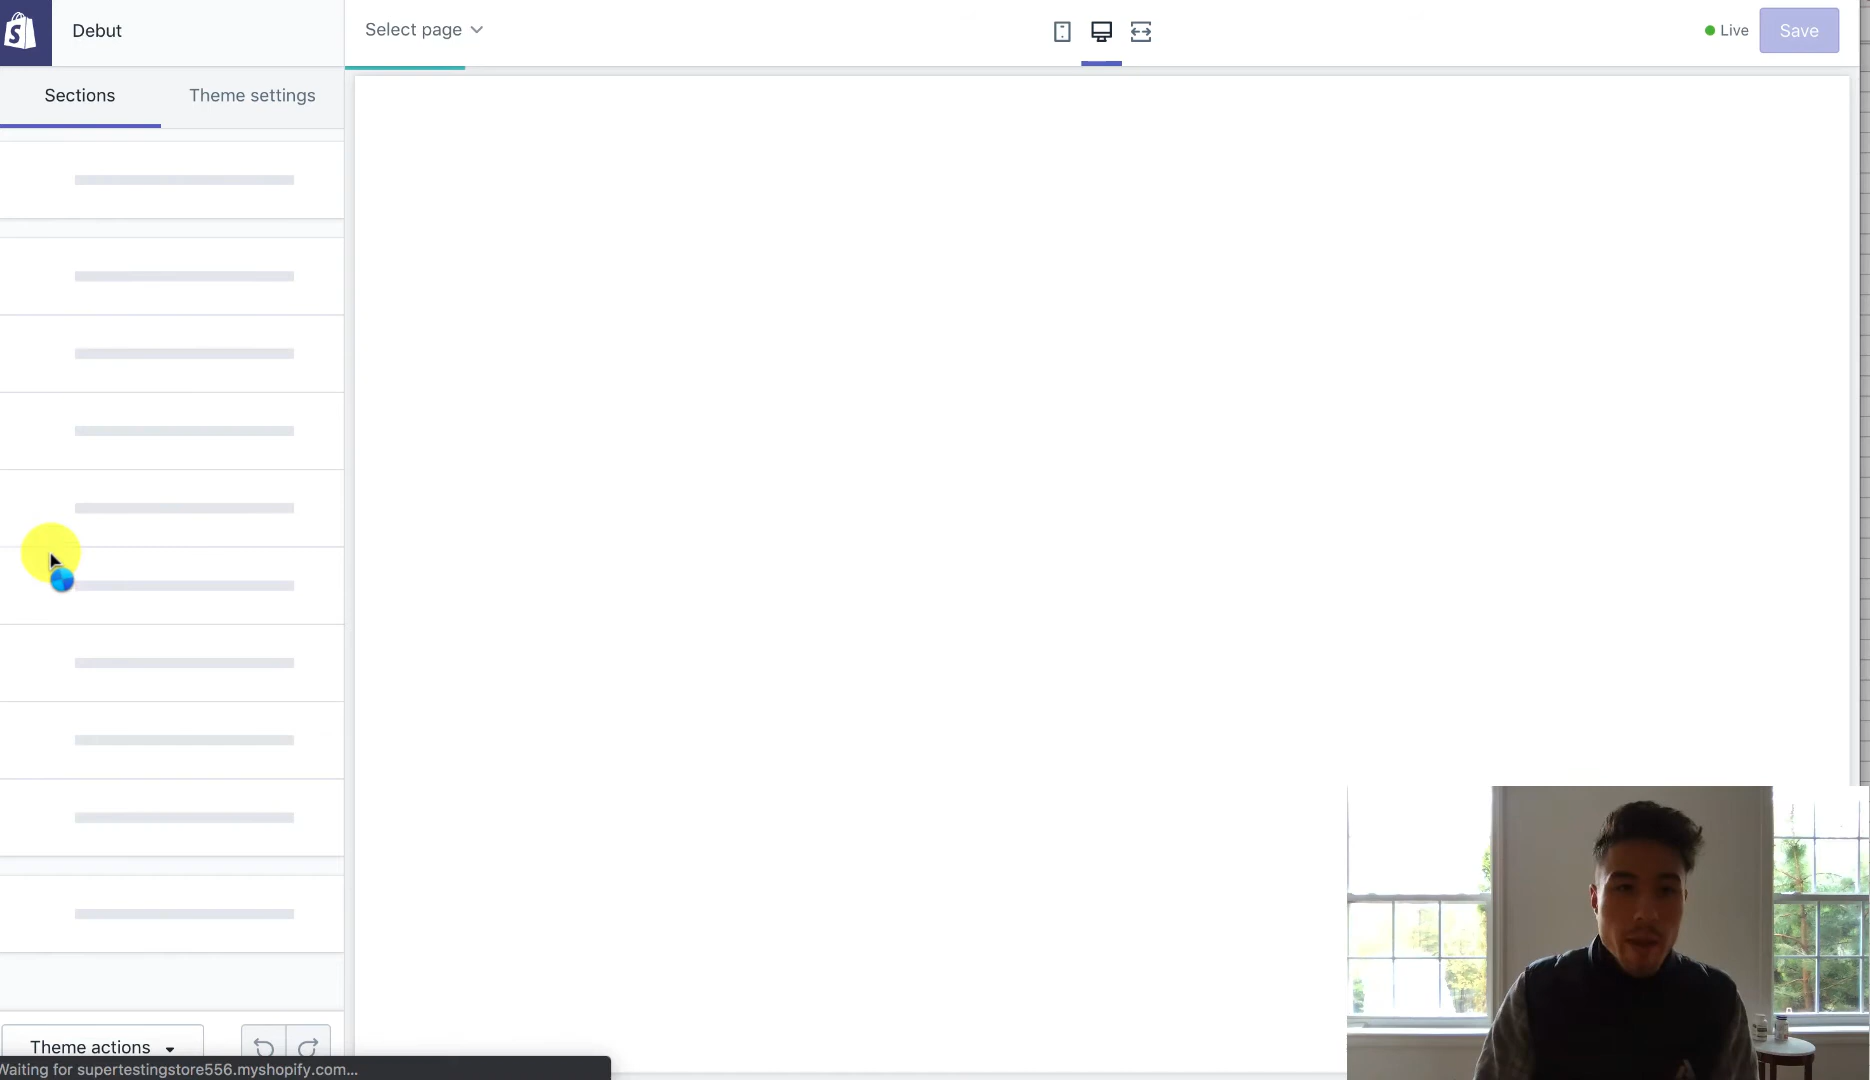 Debut
Select page
Live
Save
Sections
Theme settings
Theme actions
Waiting for supertestingstore556.myshopify.com...